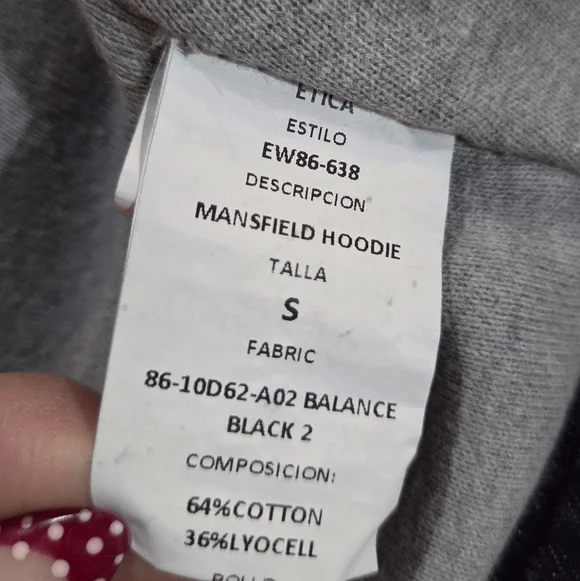 ETICA
ESTILO
EW86-638
DESCRIPCION
MANSFIELD HOODIE
TALLA
S
FABRIC
86-10D62-A02 BALANCE
BLACK 2
COMPOSICION:
64%COTTON
36%LYOCELL